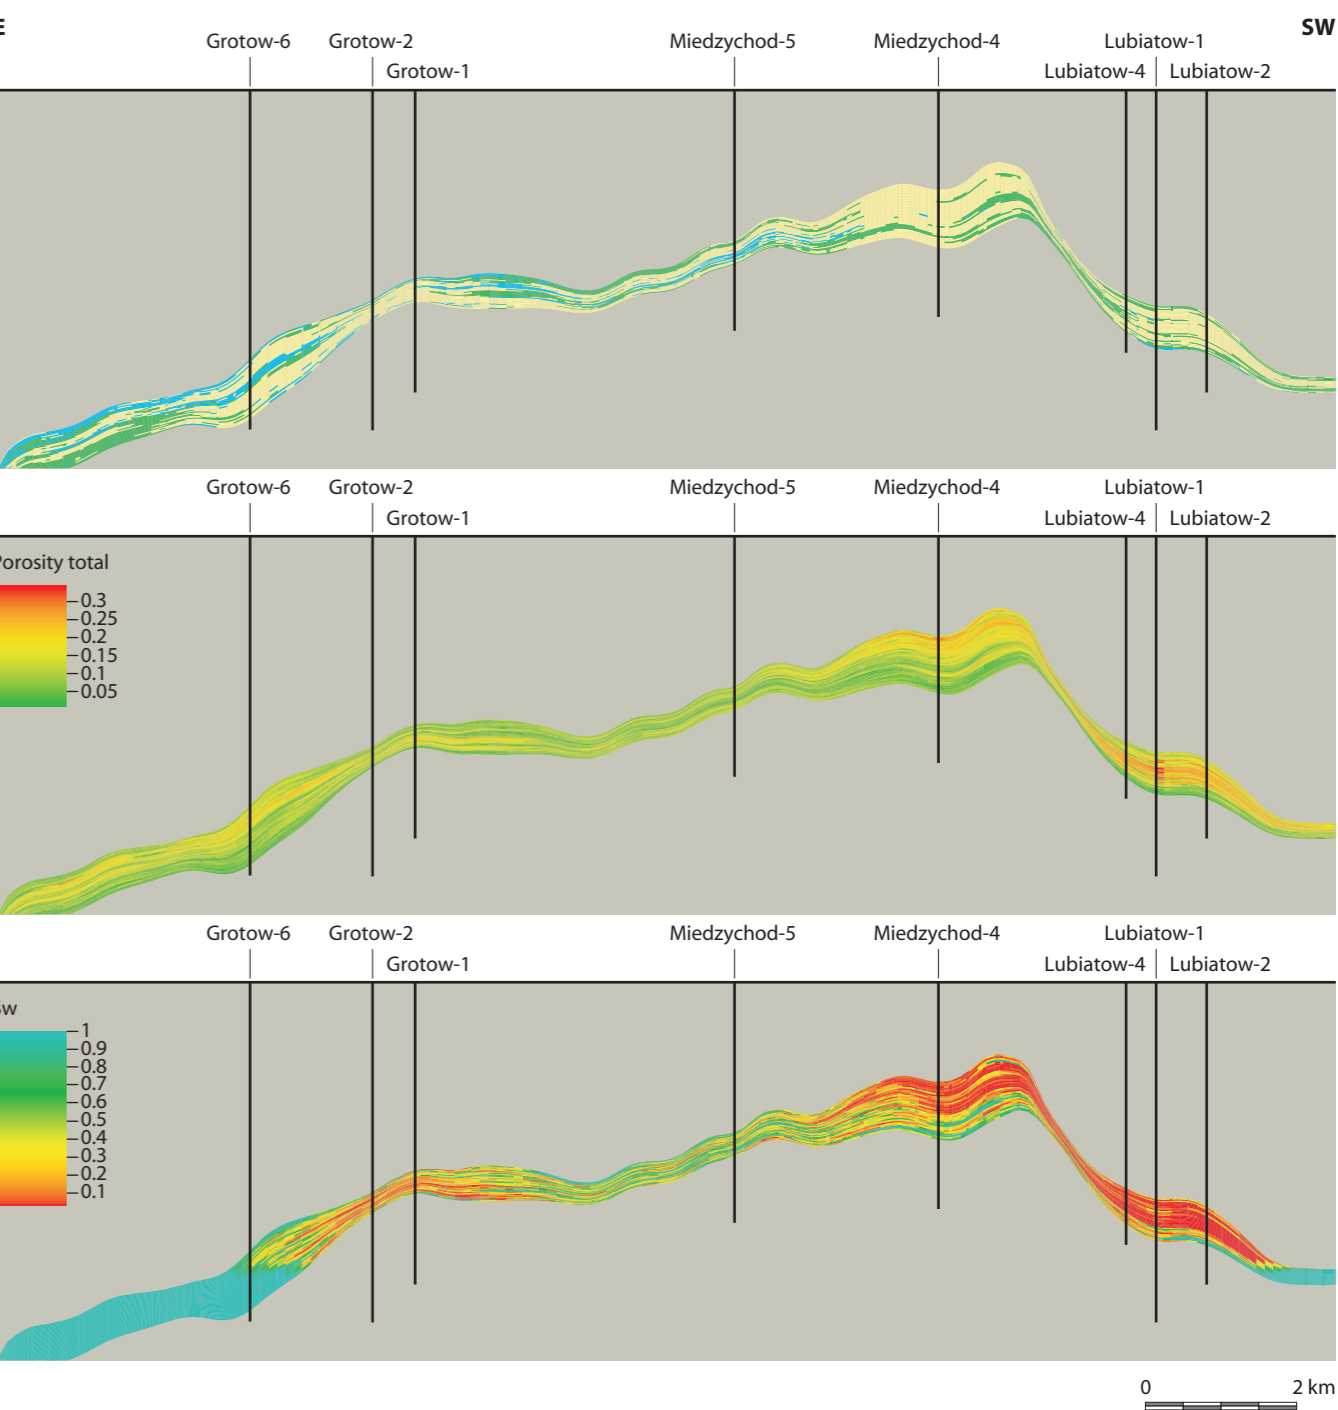 E SW
Grotow-6 Grotow-2 Miedzychod-5 Miedzychod-4 Lubiatow-1
Grotow-1 Lubiatow-4 Lubiatow-2
Grotow-6 Grotow-2 Miedzychod-5 Miedzychod-4 Lubiatow-1
Grotow-1 Lubiatow-4 Lubiatow-2
Porosity total
0.3
0.25
0.2
0.15
0.1
0.05
Grotow-6 Grotow-2 Miedzychod-5 Miedzychod-4 Lubiatow-1
Grotow-1 Lubiatow-4 Lubiatow-2
Sw
1
0.9
0.8
0.7
0.6
0.5
0.4
0.3
0.2
0.1
0 2 km